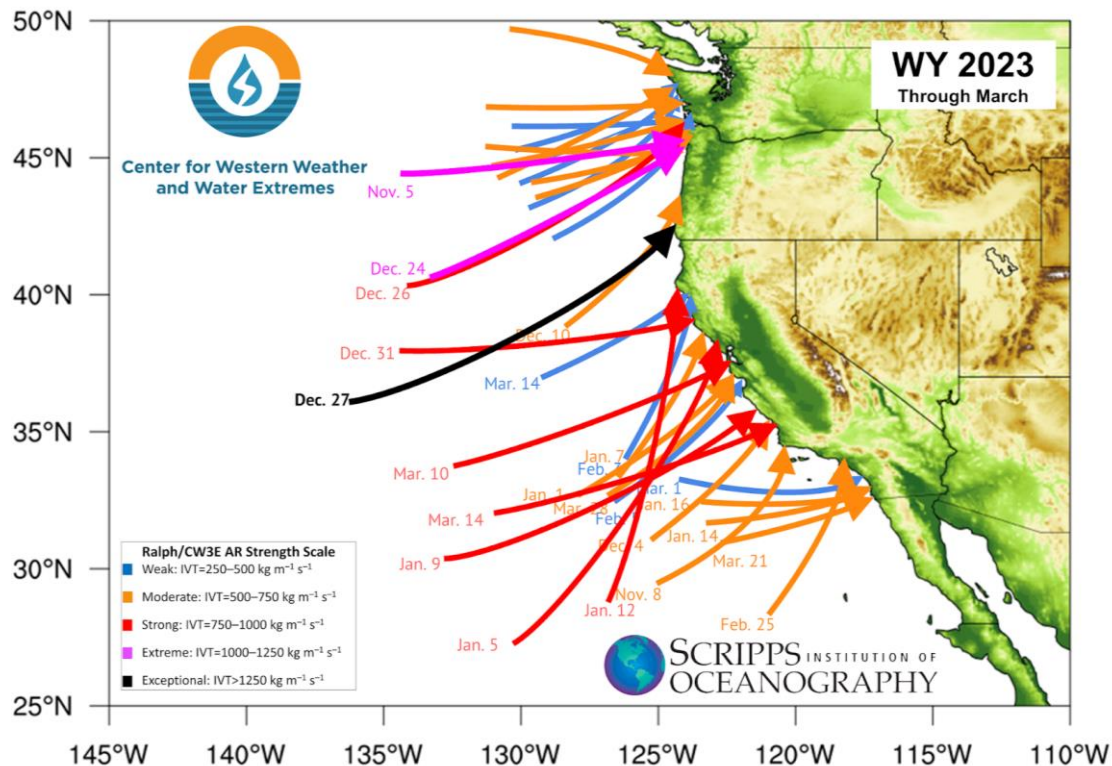 50°N
45°N
40°N
35°N
30°N
25°N
145°W
140°W
135°W
130°W
125°W
120°W
115°W
110°W
Center for Western Weather
and Water Extremes
WY 2023
Through March
Nov. 5
Dec. 24
Dec. 26
Dec. 10
Dec. 31
Mar. 14
Dec. 27
Mar. 10
Jan. 7
Feb.
Jan. 1
Mar. 1
Mar.
Jan. 16
Feb.
Mar. 14
Dec. 4
Jan. 14
Mar. 21
Jan. 9
Nov. 8
Jan. 12
Feb. 25
Jan. 5
Ralph/CW3E AR Strength Scale
Weak: IVT=250–500 kg m⁻¹ s⁻¹
Moderate: IVT=500–750 kg m⁻¹ s⁻¹
Strong: IVT=750–1000 kg m⁻¹ s⁻¹
Extreme: IVT=1000–1250 kg m⁻¹ s⁻¹
Exceptional: IVT>1250 kg m⁻¹ s⁻¹
SCRIPPS INSTITUTION OF
OCEANOGRAPHY